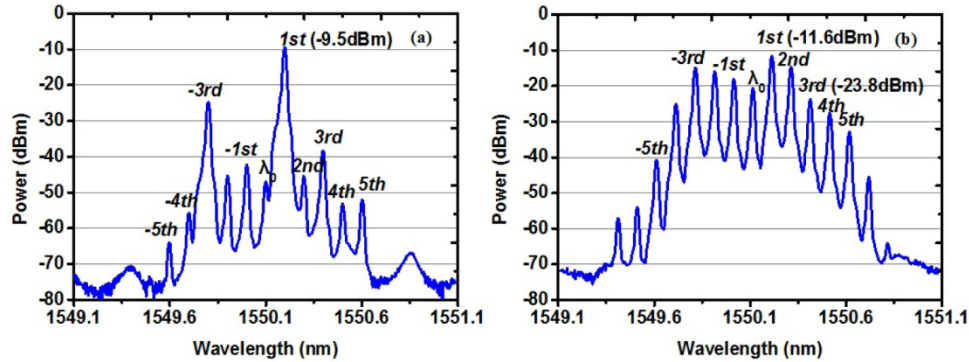 0
-10
-20
-30
-40
-50
-60
-70
-80
Power (dBm)
1st (-9.5dBm) (a)
-3rd
-1st
λ0
2nd
3rd
-4th
4th
5th
-5th
1549.1 1549.6 1550.1 1550.6 1551.1
Wavelength (nm)
0
-10
-20
-30
-40
-50
-60
-70
-80
Power (dBm)
1st (-11.6dBm) (b)
-3rd
-1st
λ0
2nd
3rd (-23.8dBm)
4th
5th
-5th
1549.1 1549.6 1550.1 1550.6 1551.1
Wavelength (nm)